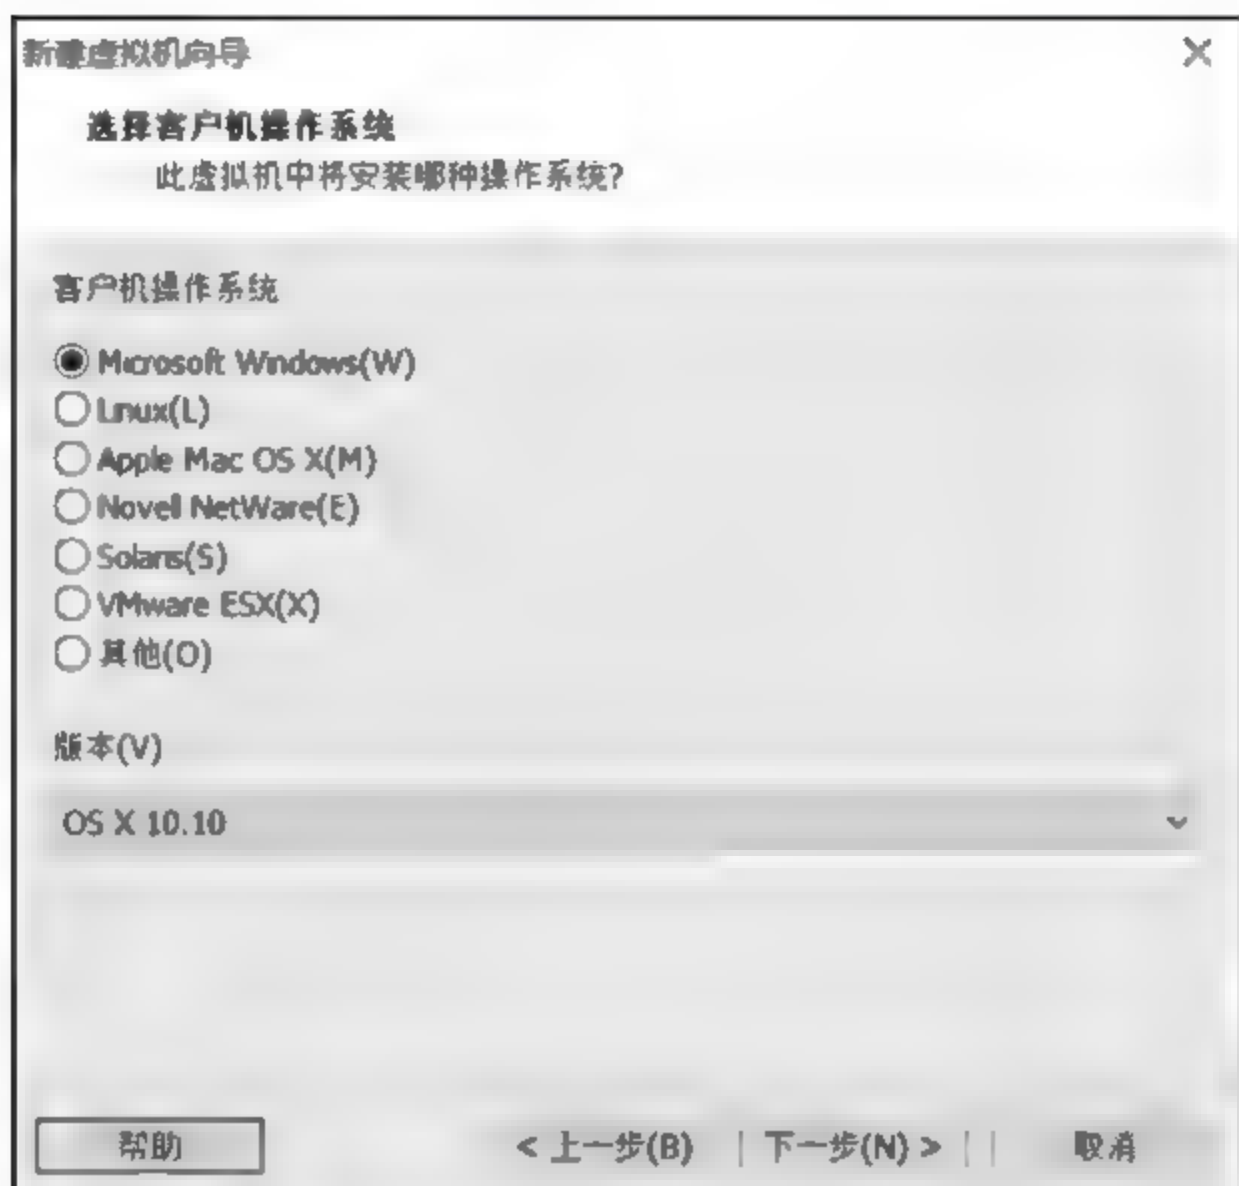 新建虚拟机向导
选择客户机操作系统
此虚拟机中将安装哪种操作系统?
客户机操作系统
Microsoft Windows(W)
Linux(L)
Apple Mac OS X(M)
Novell NetWare(E)
Solaris(S)
VMware ESX(X)
其他(O)
版本(V)
OS X 10.10
帮助 < 上一步(B) 下一步(N) > 取消